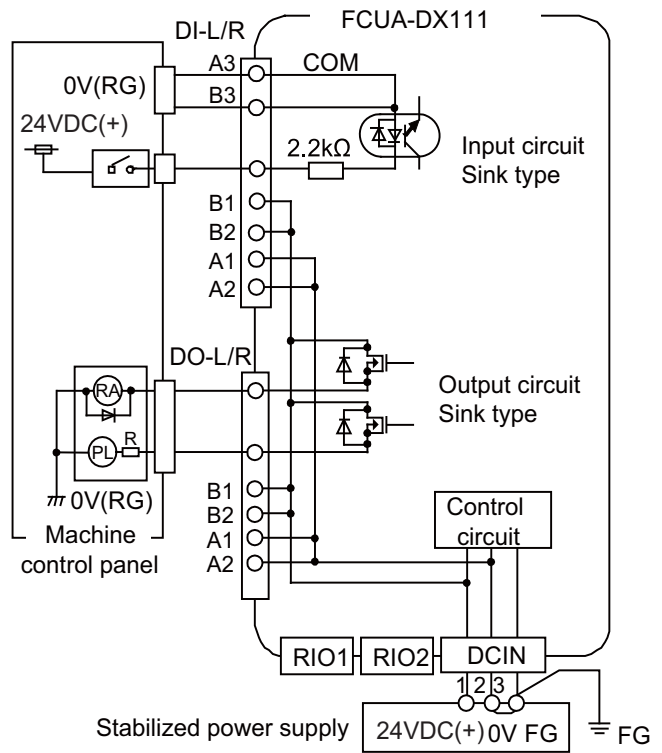 FCUA-DX111
DI-L/R
A3
COM
0V(RG)
B3
24VDC(+)
2.2kΩ
Input circuit
Sink type
B1
B2
A1
A2
DO-L/R
RA
Output circuit
Sink type
PL
R
0V(RG)
B1
B2
A1
A2
Machine
control panel
Control
circuit
RIO1
RIO2
DCIN
1
2
3
Stabilized power supply
24VDC(+) 0V FG
FG